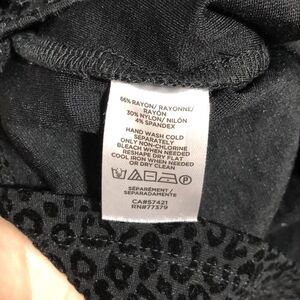 66% RAYON/ RAYONNE/
RAYÓN
30% NYLON/ NILÓN
4% SPANDEX
HAND WASH COLD
SEPARATELY
ONLY NON-CHLORINE
BLEACH WHEN NEEDED
RESHAPE DRY FLAT
COOL IRON WHEN NEEDED
OR DRY CLEAN
SÉPARÉMENT /
SEPARADAMENTE
CA#57421
RN#77379